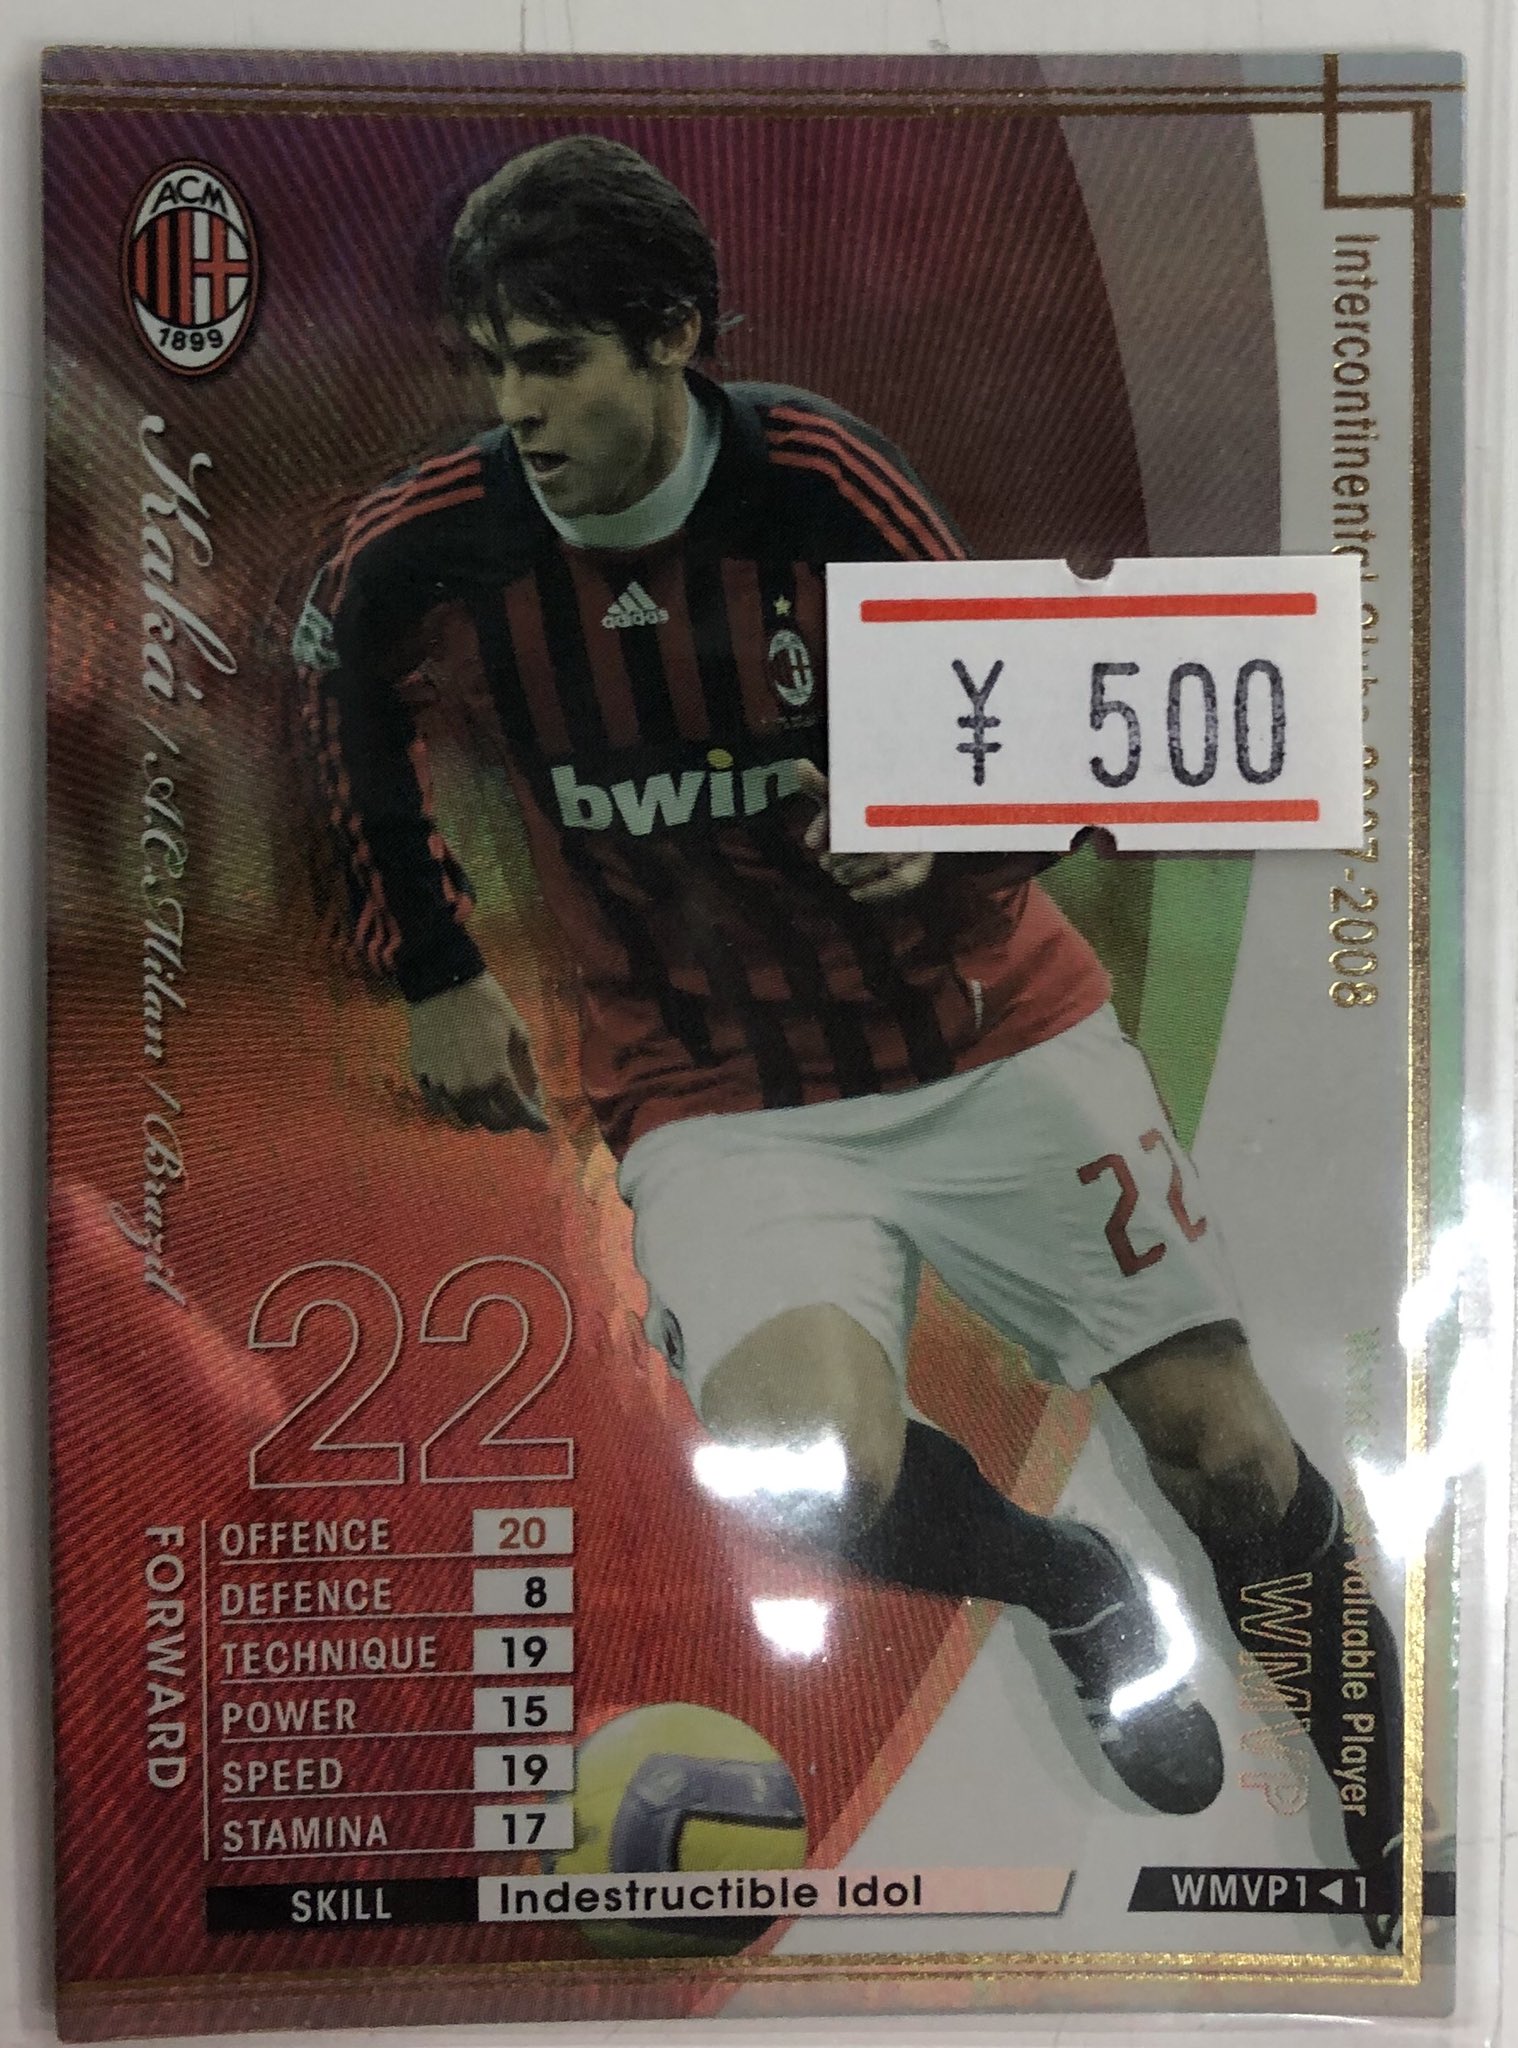 ACM
1899
Intercontinental Clubs 2007-2008
Kaká / A.C. Milan / Brazil
adidas
bwin
¥ 500
22
22
FORWARD
OFFENCE 20
DEFENCE 8
TECHNIQUE 19
POWER 15
SPEED 19
STAMINA 17
SKILL Indestructible Idol
Valuable Player
WMVP
WMVP1◀1